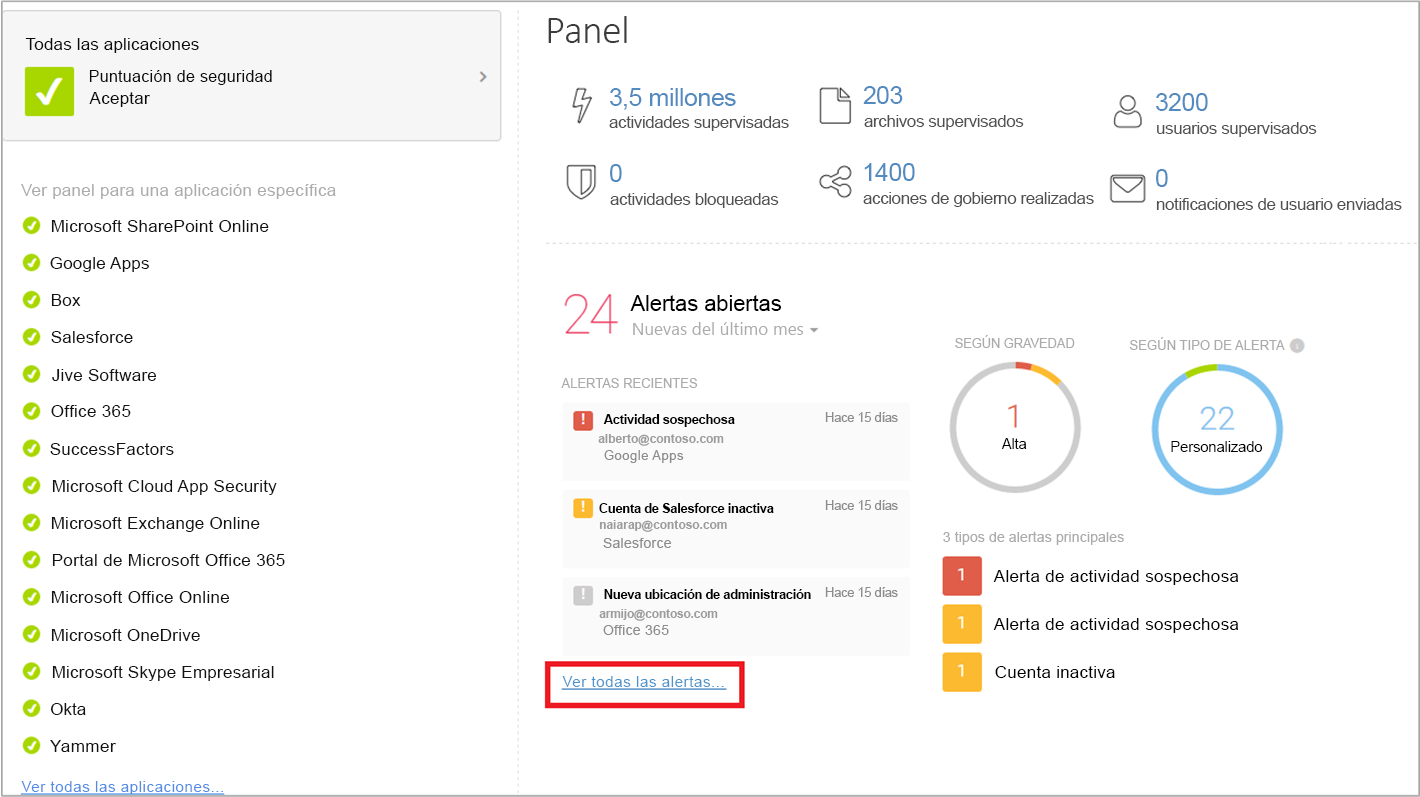 Todas las aplicaciones
Puntuación de seguridad
Aceptar
Ver panel para una aplicación específica
Microsoft SharePoint Online
Google Apps
Box
Salesforce
Jive Software
Office 365
SuccessFactors
Microsoft Cloud App Security
Microsoft Exchange Online
Portal de Microsoft Office 365
Microsoft Office Online
Microsoft OneDrive
Microsoft Skype Empresarial
Okta
Yammer
Ver todas las aplicaciones...
Panel
3,5 millones
actividades supervisadas
203
archivos supervisados
3200
usuarios supervisados
0
actividades bloqueadas
1400
acciones de gobierno realizadas
0
notificaciones de usuario enviadas
24
Alertas abiertas
Nuevas del último mes
ALERTAS RECIENTES
Actividad sospechosa
Hace 15 días
alberto@contoso.com
Google Apps
Cuenta de Salesforce inactiva
Hace 15 días
naiarap@contoso.com
Salesforce
Nueva ubicación de administración
Hace 15 días
armijo@contoso.com
Office 365
Ver todas las alertas...
SEGÚN GRAVEDAD
1
Alta
SEGÚN TIPO DE ALERTA
22
Personalizado
3 tipos de alertas principales
1 Alerta de actividad sospechosa
1 Alerta de actividad sospechosa
1 Cuenta inactiva